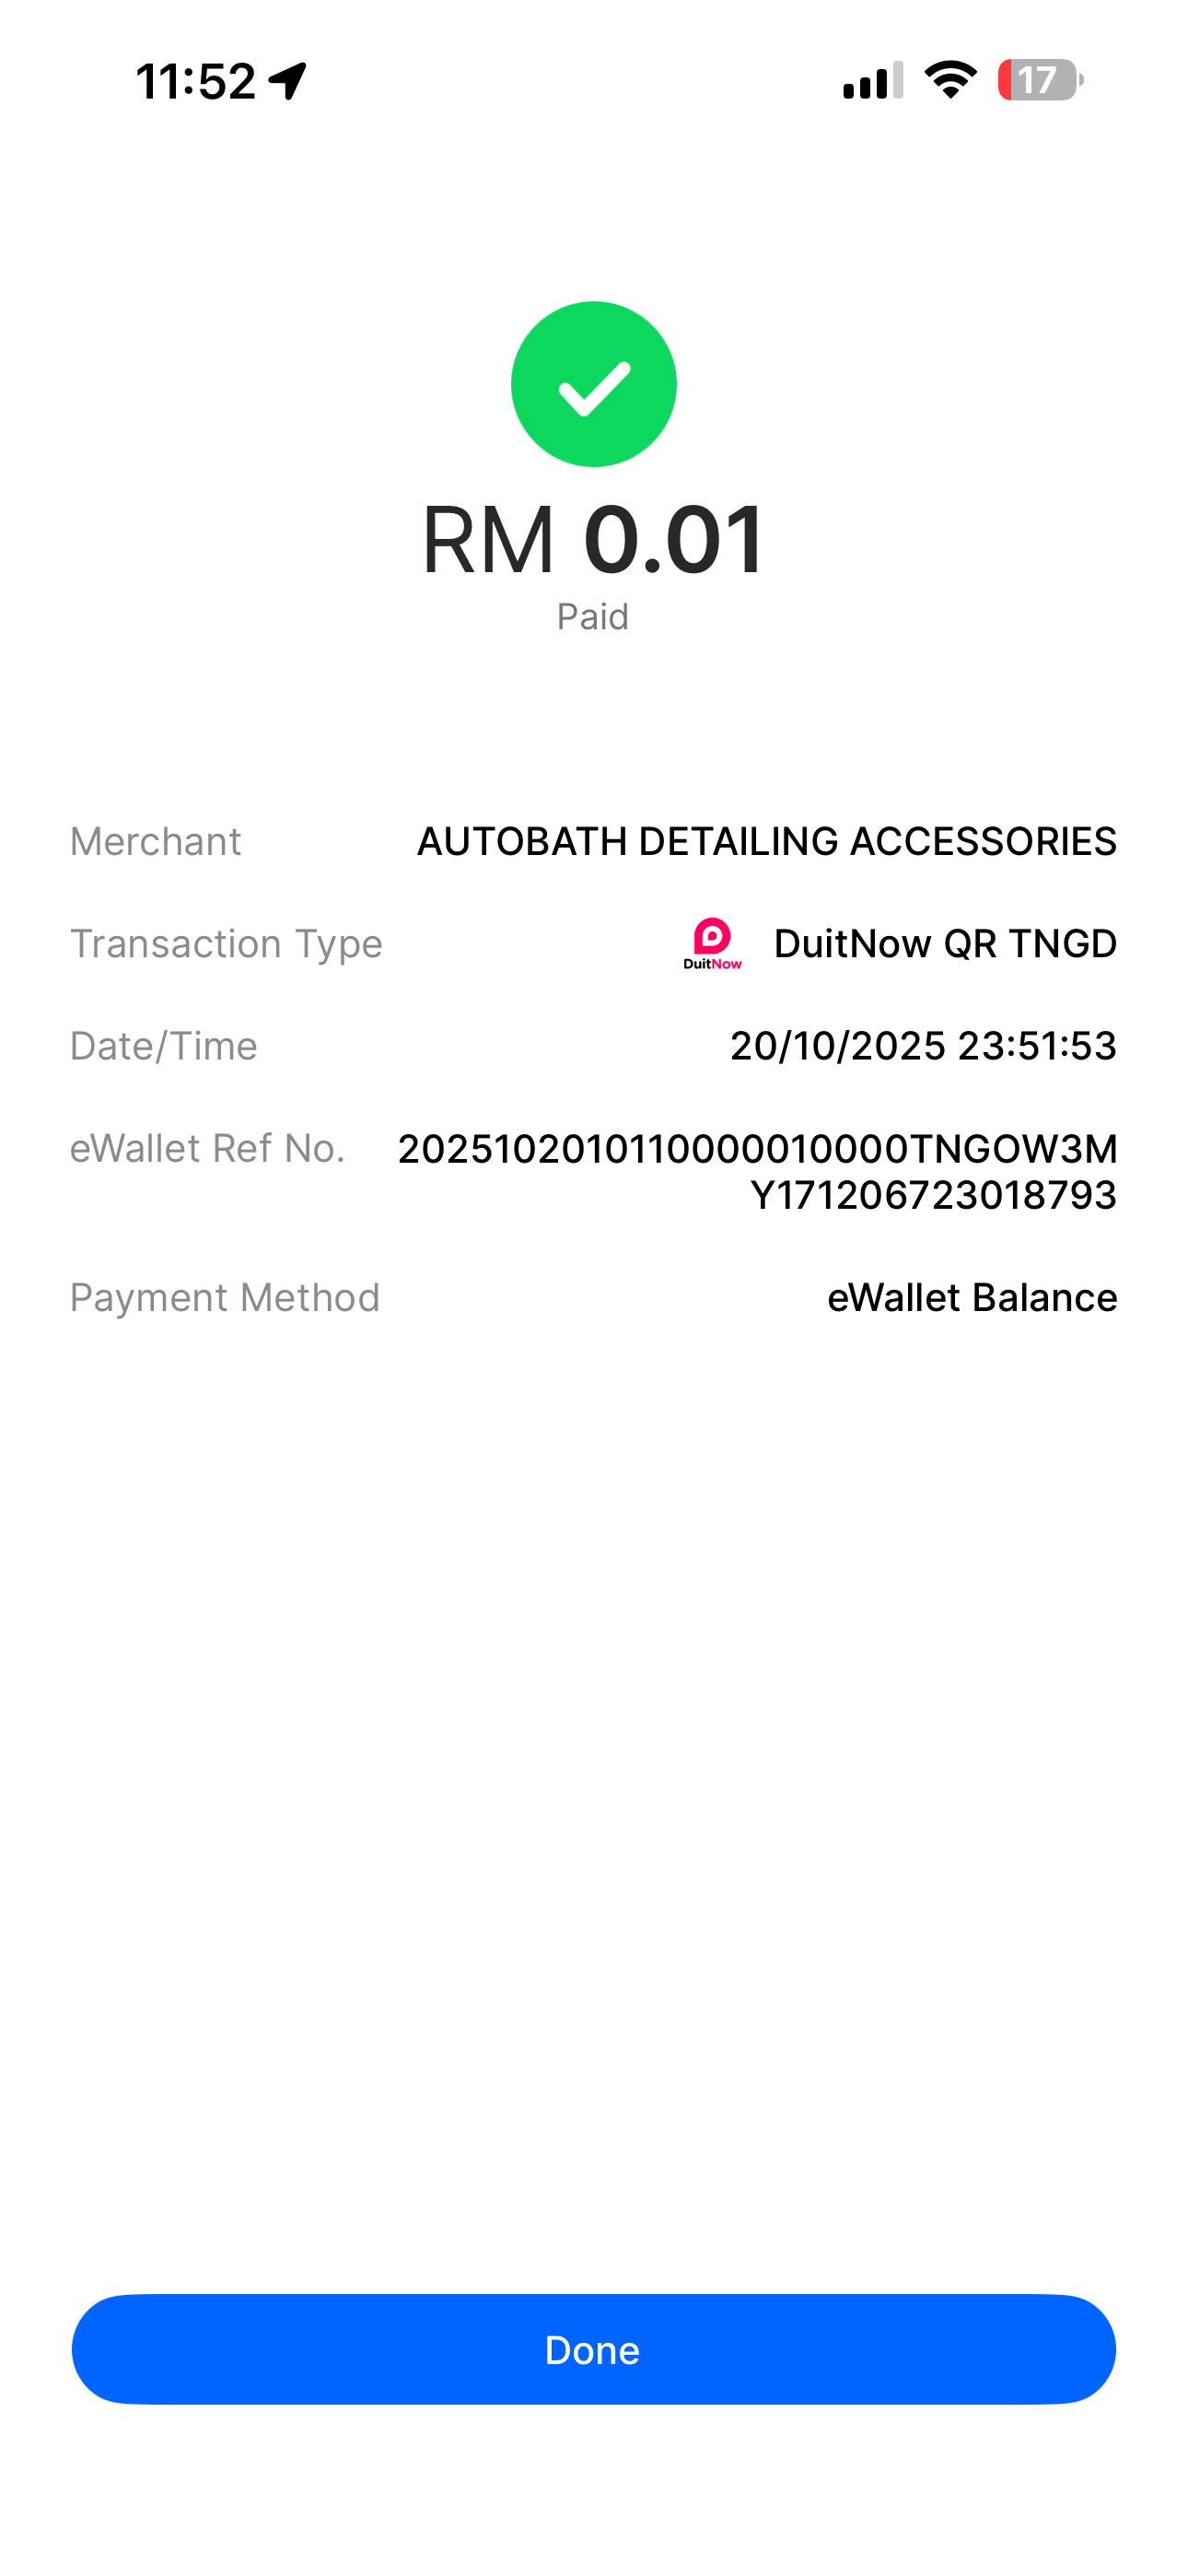 11:52
17
RM 0.01
Paid
Merchant AUTOBATH DETAILING ACCESSORIES
Transaction Type DuitNow DuitNow QR TNGD
Date/Time 20/10/2025 23:51:53
eWallet Ref No. 20251020101110000010000TNGOW3M
Y171206723018793
Payment Method eWallet Balance
Done